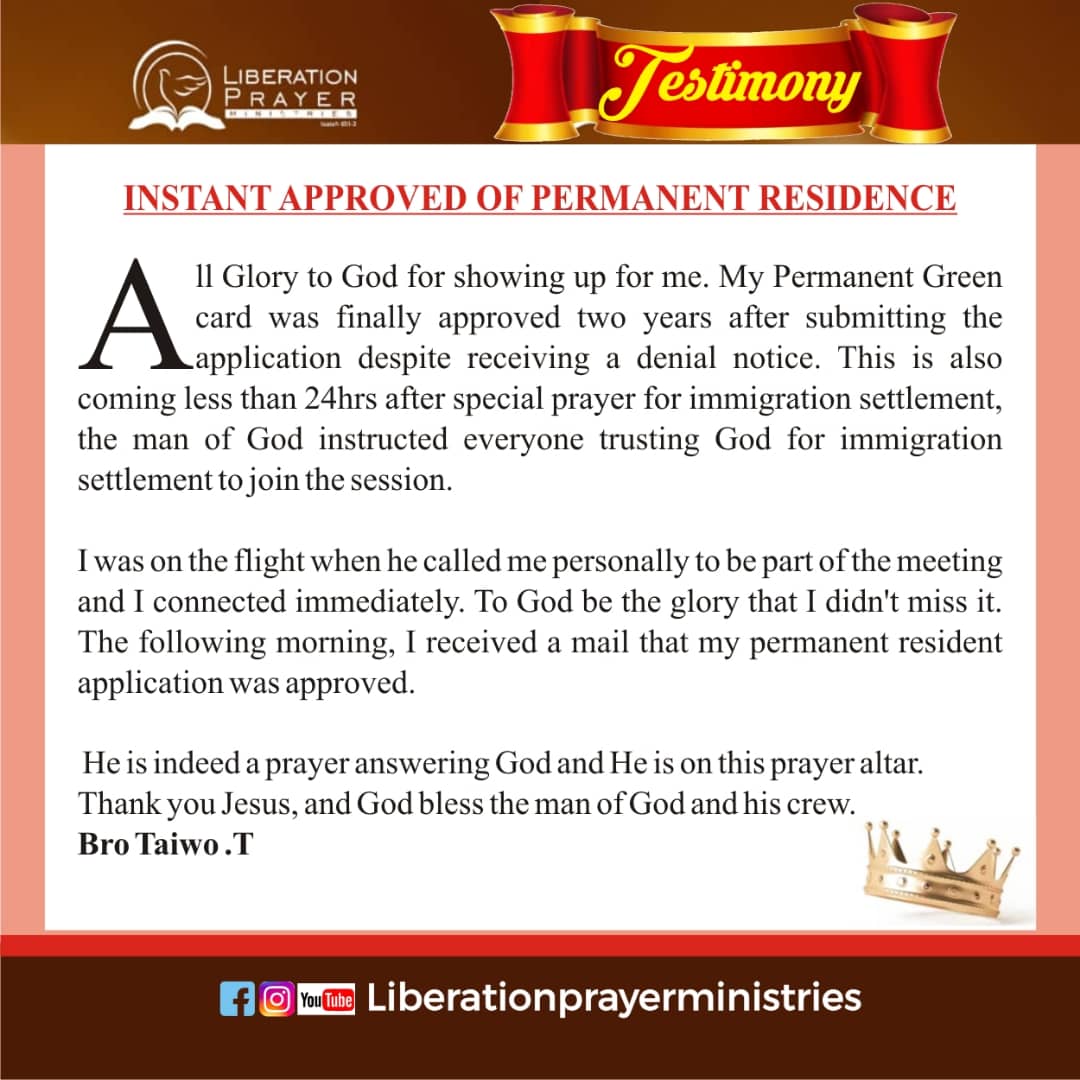 LIBERATION
PRAYER
MINISTRIES
Testimony
INSTANT APPROVED OF PERMANENT RESIDENCE
All Glory to God for showing up for me. My Permanent Green
card was finally approved two years after submitting the
application despite receiving a denial notice. This is also
coming less than 24hrs after special prayer for immigration settlement,
the man of God instructed everyone trusting God for immigration
settlement to join the session.
I was on the flight when he called me personally to be part of the meeting
and I connected immediately. To God be the glory that I didn't miss it.
The following morning, I received a mail that my permanent resident
application was approved.
He is indeed a prayer answering God and He is on this prayer altar.
Thank you Jesus, and God bless the man of God and his crew.
Bro Taiwo .T
YouTube Liberationprayerministries